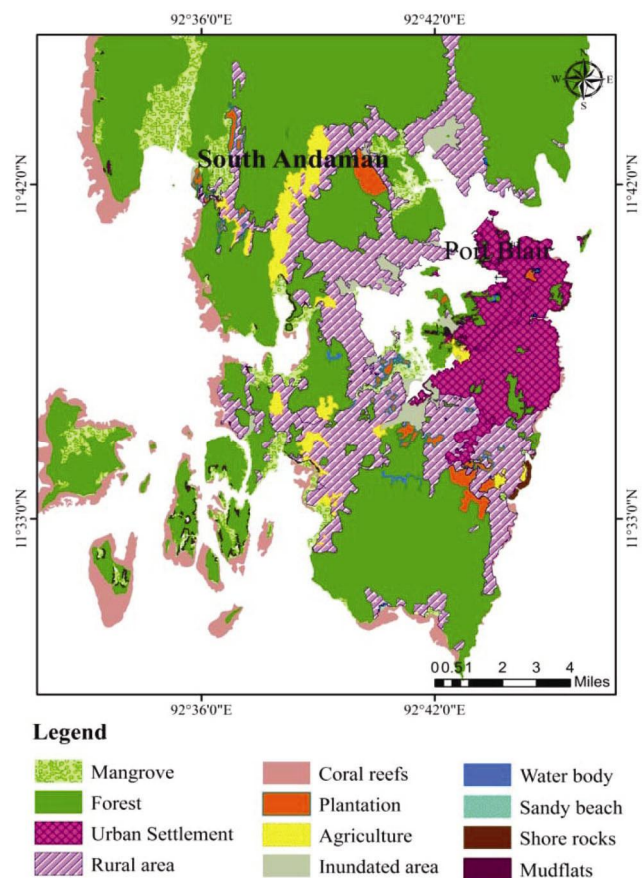 92°36'0"E 92°42'0"E
N
W E
S
South Andaman
11°42'0"N 11°42'0"N
Port Blair
11°33'0"N 11°33'0"N
0 0.5 1 2 3 4
Miles
92°36'0"E 92°42'0"E
Legend
Mangrove Coral reefs Water body
Forest Plantation Sandy beach
Urban Settlement Agriculture Shore rocks
Rural area Inundated area Mudflats